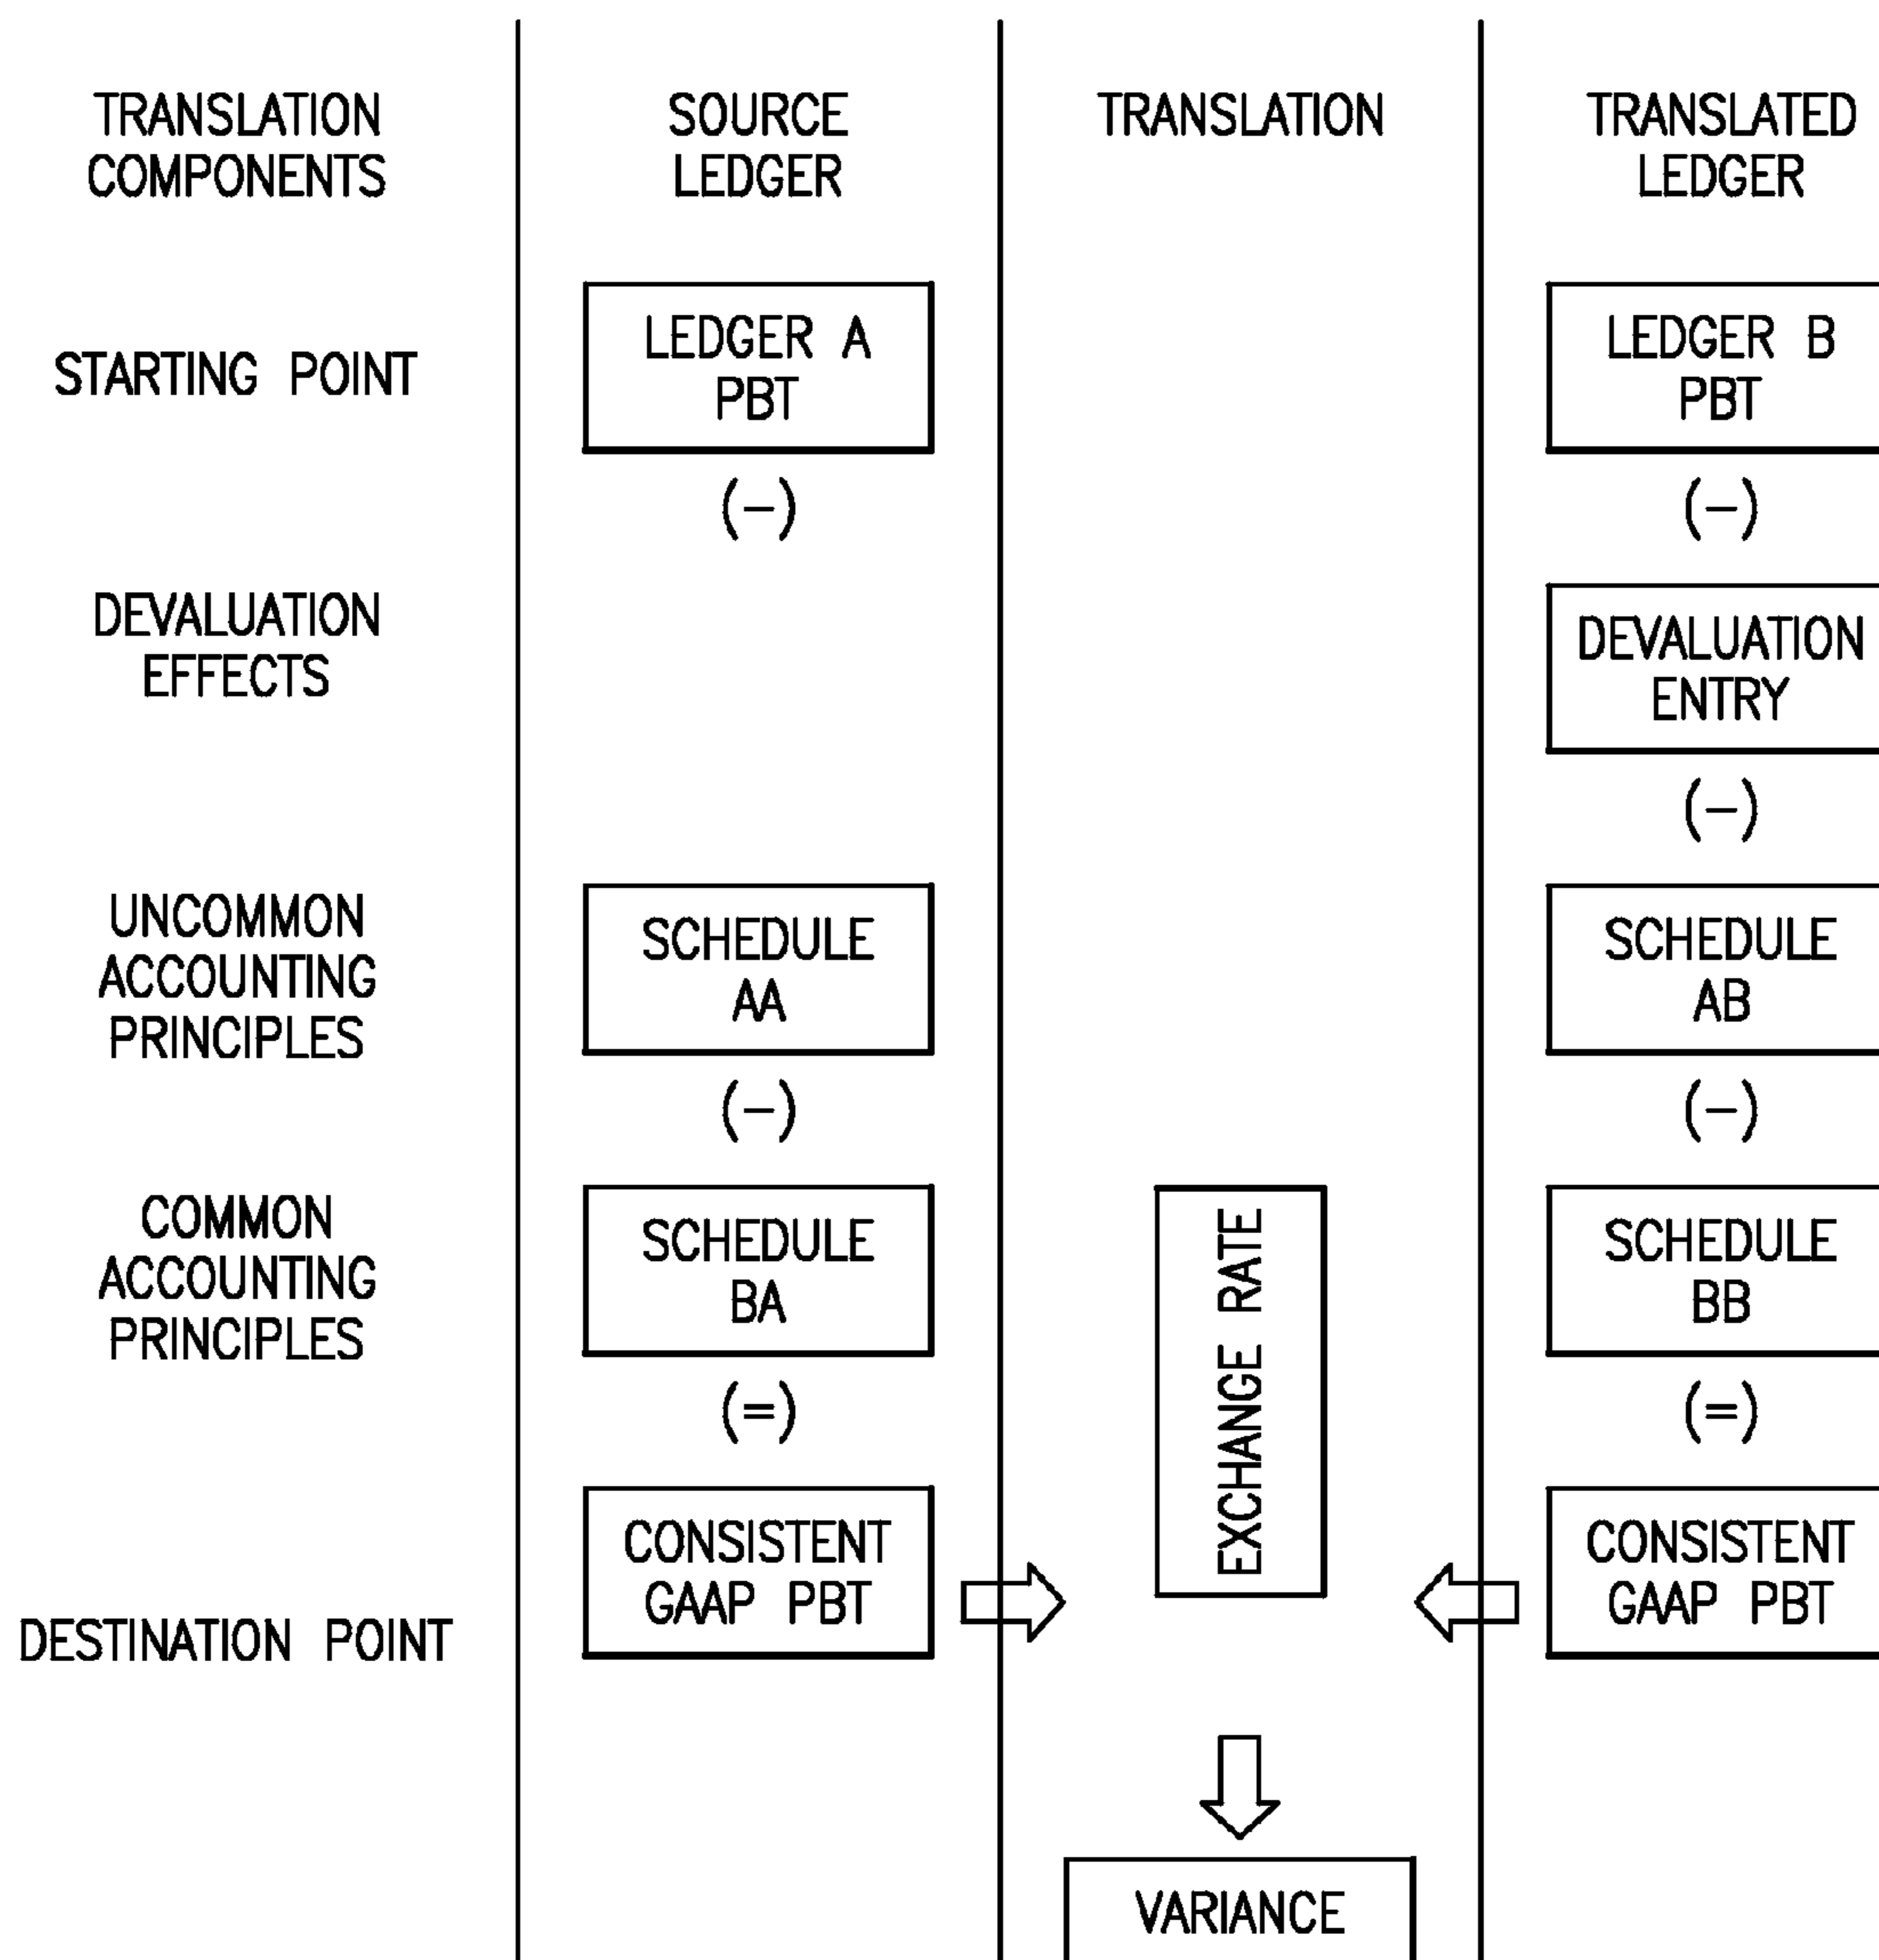 TRANSLATION
COMPONENTS
SOURCE
LEDGER
TRANSLATION
TRANSLATED
LEDGER
STARTING POINT
LEDGER A
PBT
LEDGER B
PBT
(–)
(–)
DEVALUATION
EFFECTS
DEVALUATION
ENTRY
(–)
UNCOMMON
ACCOUNTING
PRINCIPLES
SCHEDULE
AA
SCHEDULE
AB
(–)
(–)
COMMON
ACCOUNTING
PRINCIPLES
SCHEDULE
BA
EXCHANGE RATE
SCHEDULE
BB
(=)
(=)
DESTINATION POINT
CONSISTENT
GAAP PBT
CONSISTENT
GAAP PBT
VARIANCE